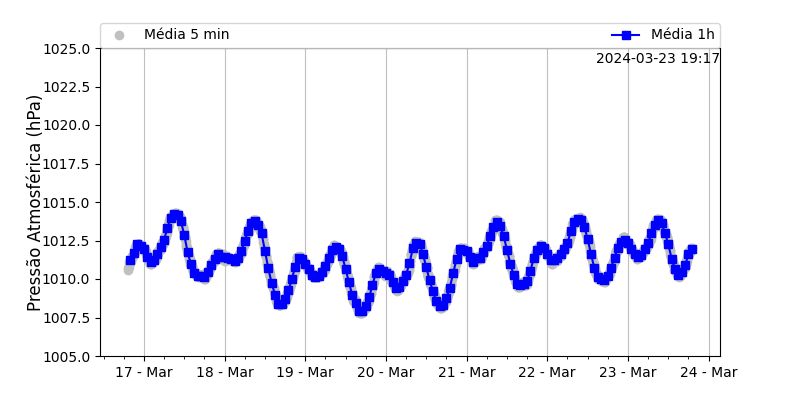 Média 5 min
Média 1h
2024-03-23 19:17
Pressão Atmosférica (hPa)
1025.0
1022.5
1020.0
1017.5
1015.0
1012.5
1010.0
1007.5
1005.0
17 - Mar
18 - Mar
19 - Mar
20 - Mar
21 - Mar
22 - Mar
23 - Mar
24 - Mar